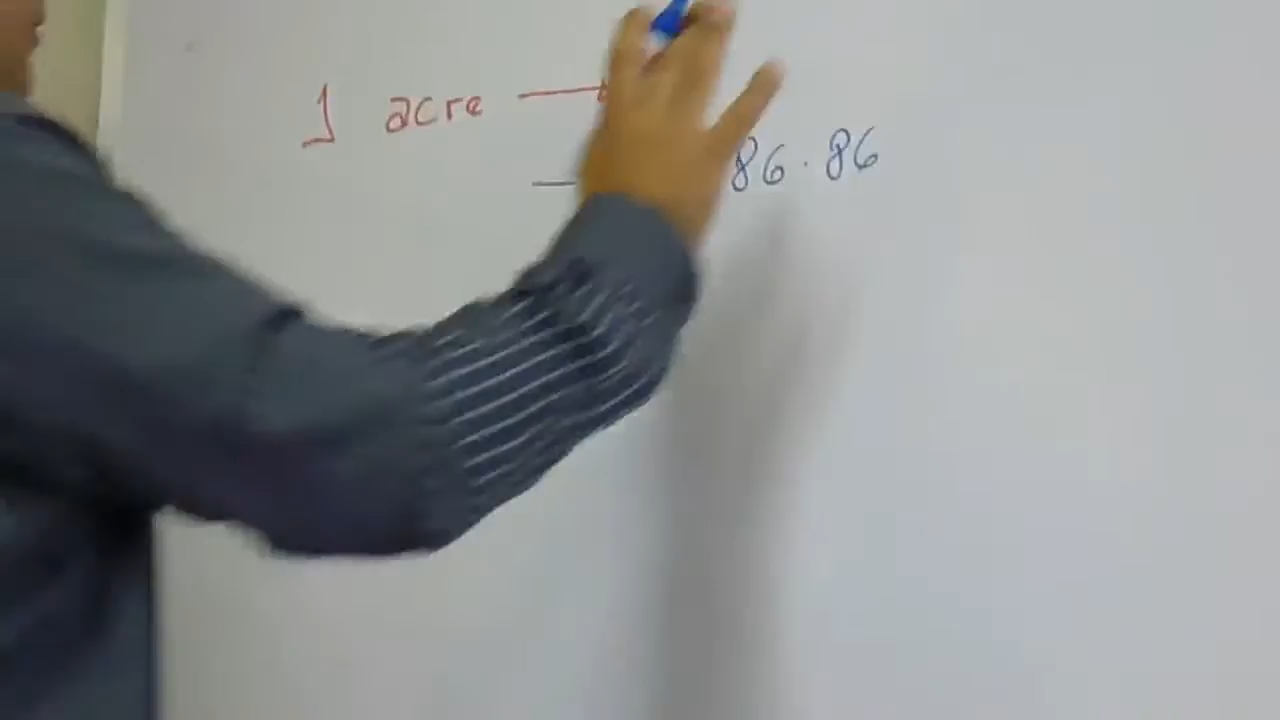 1 acre →
— 86.86